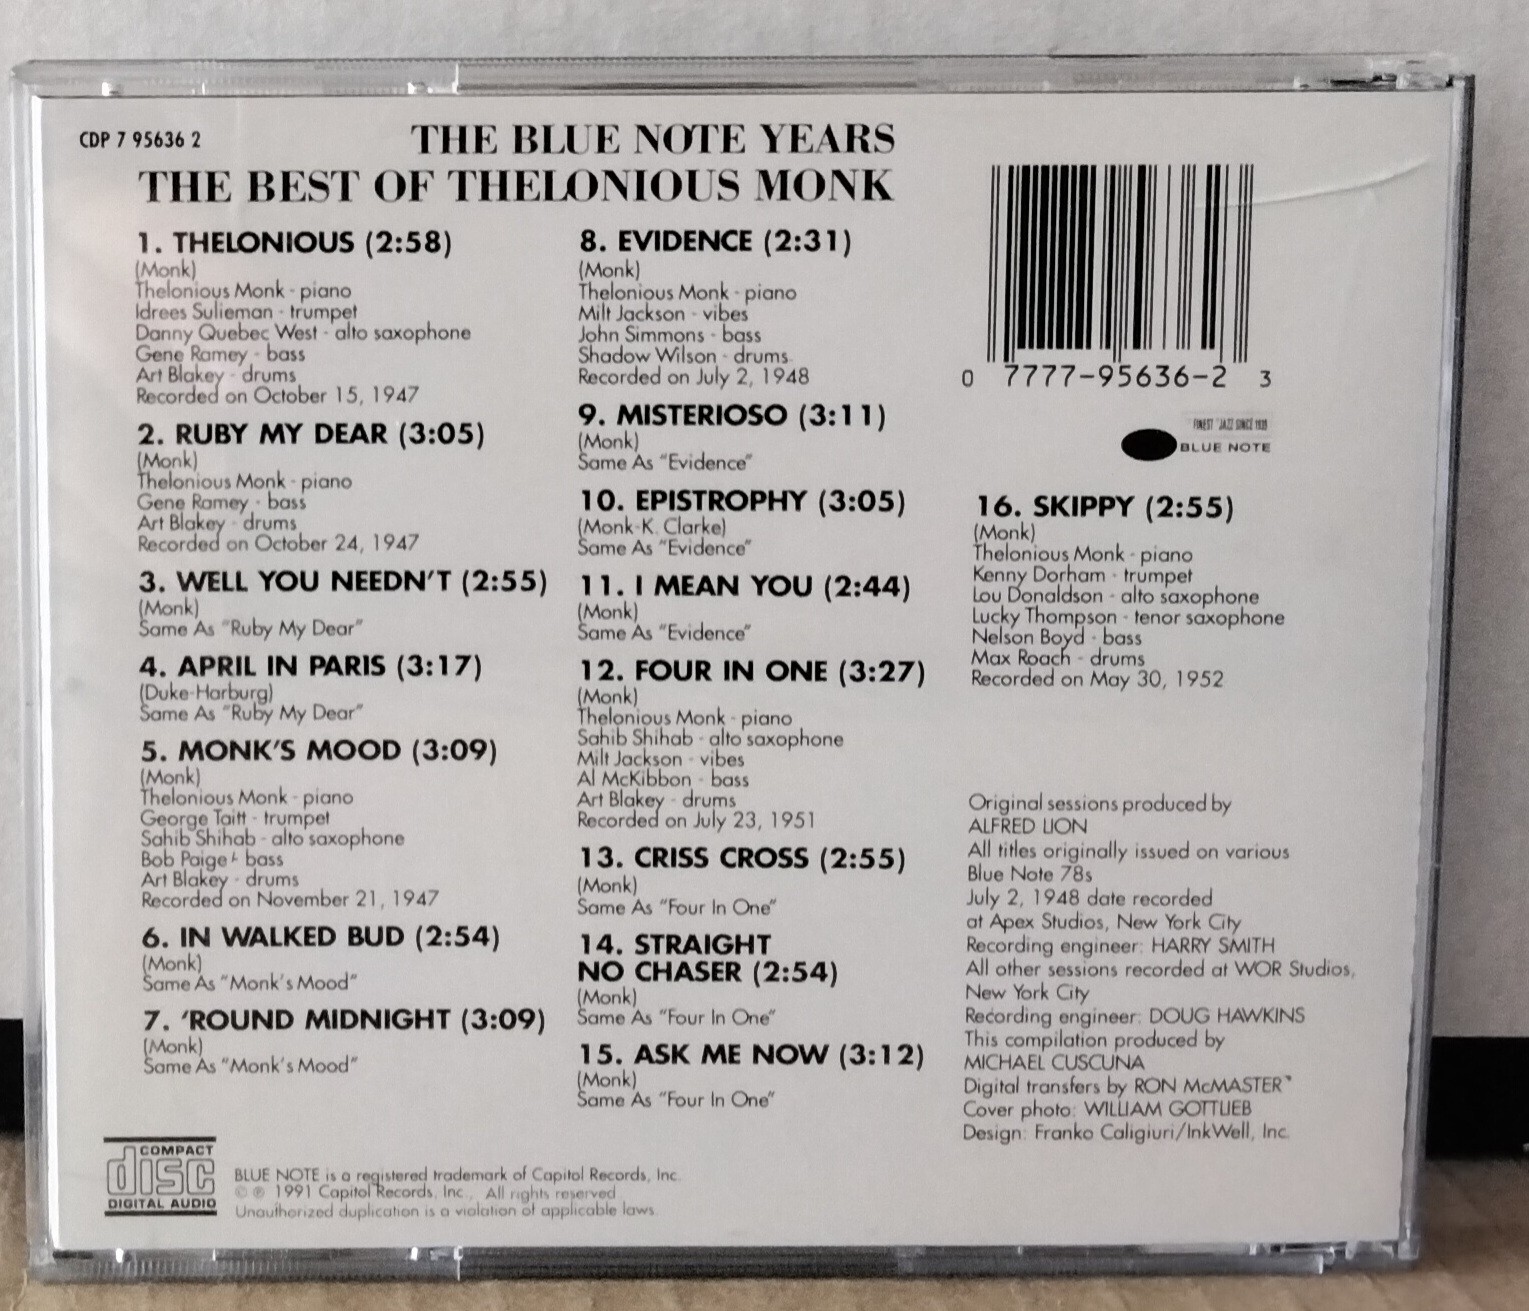 CDP 7 95636 2
THE BLUE NOTE YEARS
THE BEST OF THELONIOUS MONK
1. THELONIOUS (2:58)
(Monk)
Thelonious Monk - piano
Idrees Sulieman - trumpet
Danny Quebec West - alto saxophone
Gene Ramey - bass
Art Blakey - drums
Recorded on October 15, 1947
2. RUBY MY DEAR (3:05)
(Monk)
Thelonious Monk - piano
Gene Ramey - bass
Art Blakey - drums
Recorded on October 24, 1947
3. WELL YOU NEEDN'T (2:55)
(Monk)
Same As "Ruby My Dear"
4. APRIL IN PARIS (3:17)
(Duke-Harburg)
Same As "Ruby My Dear"
5. MONK'S MOOD (3:09)
(Monk)
Thelonious Monk - piano
George Taitt - trumpet
Sahib Shihab - alto saxophone
Bob Paige - bass
Art Blakey - drums
Recorded on November 21, 1947
6. IN WALKED BUD (2:54)
(Monk)
Same As "Monk's Mood"
7. 'ROUND MIDNIGHT (3:09)
(Monk)
Same As "Monk's Mood"
8. EVIDENCE (2:31)
(Monk)
Thelonious Monk - piano
Milt Jackson - vibes
John Simmons - bass
Shadow Wilson - drums
Recorded on July 2, 1948
9. MISTERIOSO (3:11)
(Monk)
Same As "Evidence"
10. EPISTROPHY (3:05)
(Monk-K. Clarke)
Same As "Evidence"
11. I MEAN YOU (2:44)
(Monk)
Same As "Evidence"
12. FOUR IN ONE (3:27)
(Monk)
Thelonious Monk - piano
Sahib Shihab - alto saxophone
Milt Jackson - vibes
Al McKibbon - bass
Art Blakey - drums
Recorded on July 23, 1951
13. CRISS CROSS (2:55)
(Monk)
Same As "Four In One"
14. STRAIGHT
NO CHASER (2:54)
(Monk)
Same As "Four In One"
15. ASK ME NOW (3:12)
(Monk)
Same As "Four In One"
0 7777-95636-2 3
FINEST JAZZ SINCE 1939
BLUE NOTE
16. SKIPPY (2:55)
(Monk)
Thelonious Monk - piano
Kenny Dorham - trumpet
Lou Donaldson - alto saxophone
Lucky Thompson - tenor saxophone
Nelson Boyd - bass
Max Roach - drums
Recorded on May 30, 1952
Original sessions produced by
ALFRED LION
All titles originally issued on various
Blue Note 78s
July 2, 1948 date recorded
at Apex Studios, New York City
Recording engineer: HARRY SMITH
All other sessions recorded at WOR Studios,
New York City
Recording engineer: DOUG HAWKINS
This compilation produced by
MICHAEL CUSCUNA
Digital transfers by RON McMASTER
Cover photo: WILLIAM GOTTLIEB
Design: Franko Caligiuri/InkWell, Inc.
COMPACT
disc
DIGITAL AUDIO
BLUE NOTE is a registered trademark of Capitol Records, Inc.
© ℗ 1991 Capitol Records, Inc., All rights reserved
Unauthorized duplication is a violation of applicable laws.